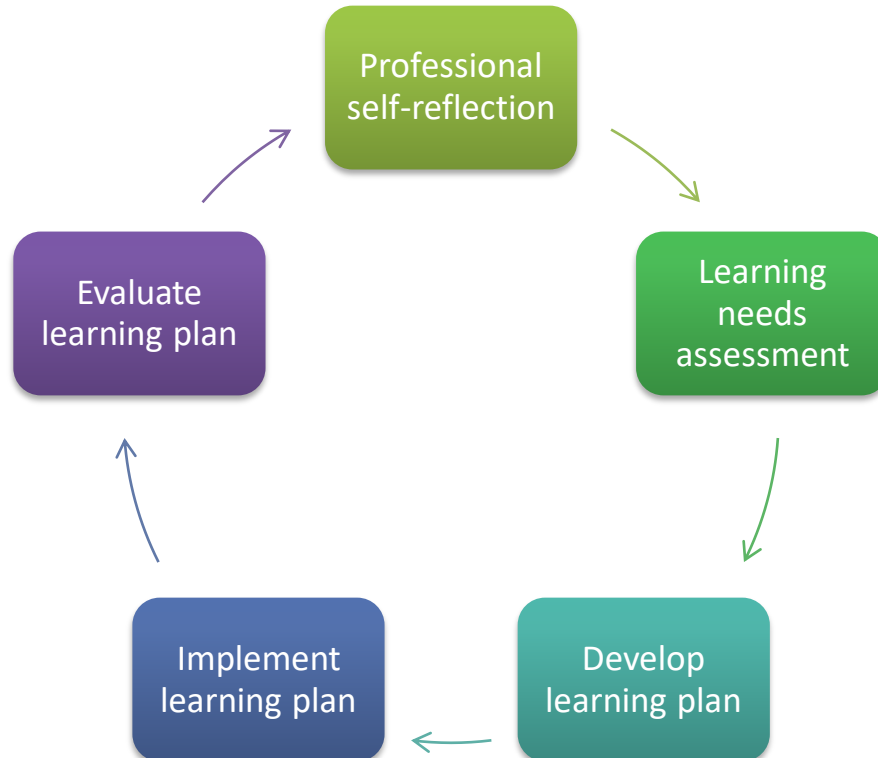 Professional
self-reflection
Learning
needs
assessment
Develop
learning plan
Implement
learning plan
Evaluate
learning plan